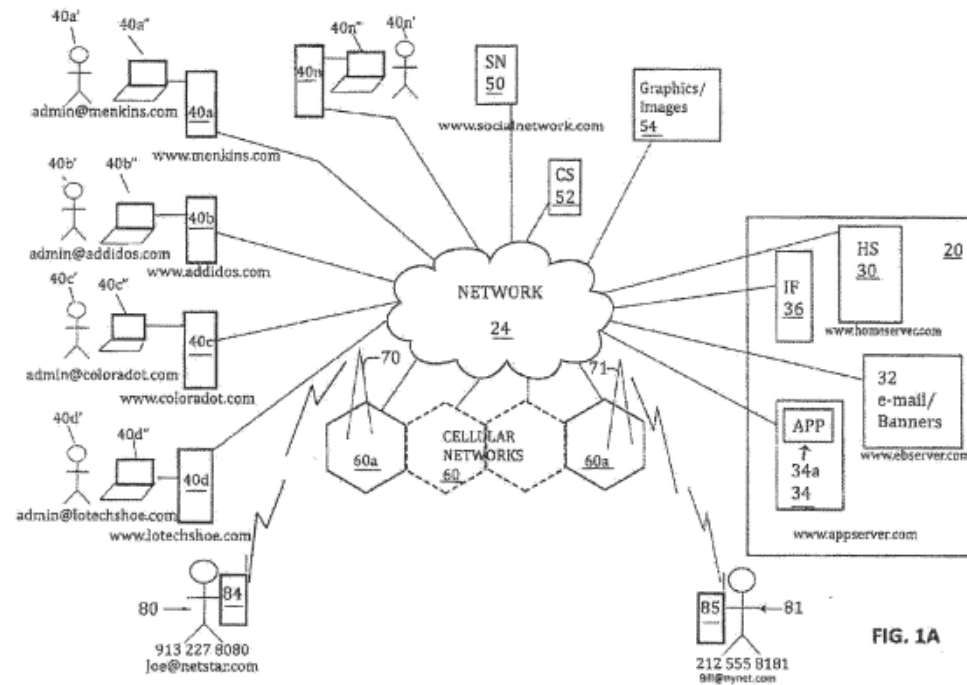 40a'
40a"
admin@menkins.com
40a
www.menkins.com
40n"
40n'
40n
SN
50
www.socialnetwork.com
Graphics/
Images
54
CS
52
40b'
40b"
40b
admin@addidos.com
www.addidos.com
40c'
40c"
40c
admin@coloradot.com
www.coloradot.com
40d'
40d"
40d
admin@lotechshoe.com
www.lotechshoe.com
NETWORK
24
70
71
60a
CELLULAR
NETWORKS
60
60a
20
HS
30
IF
36
www.homeserver.com
32
e-mail/
Banners
www.ebserver.com
APP
34a
34
www.appserver.com
80
84
913 227 8080
Joe@netstar.com
85
81
212 555 8181
Bill@nynet.com
FIG. 1A